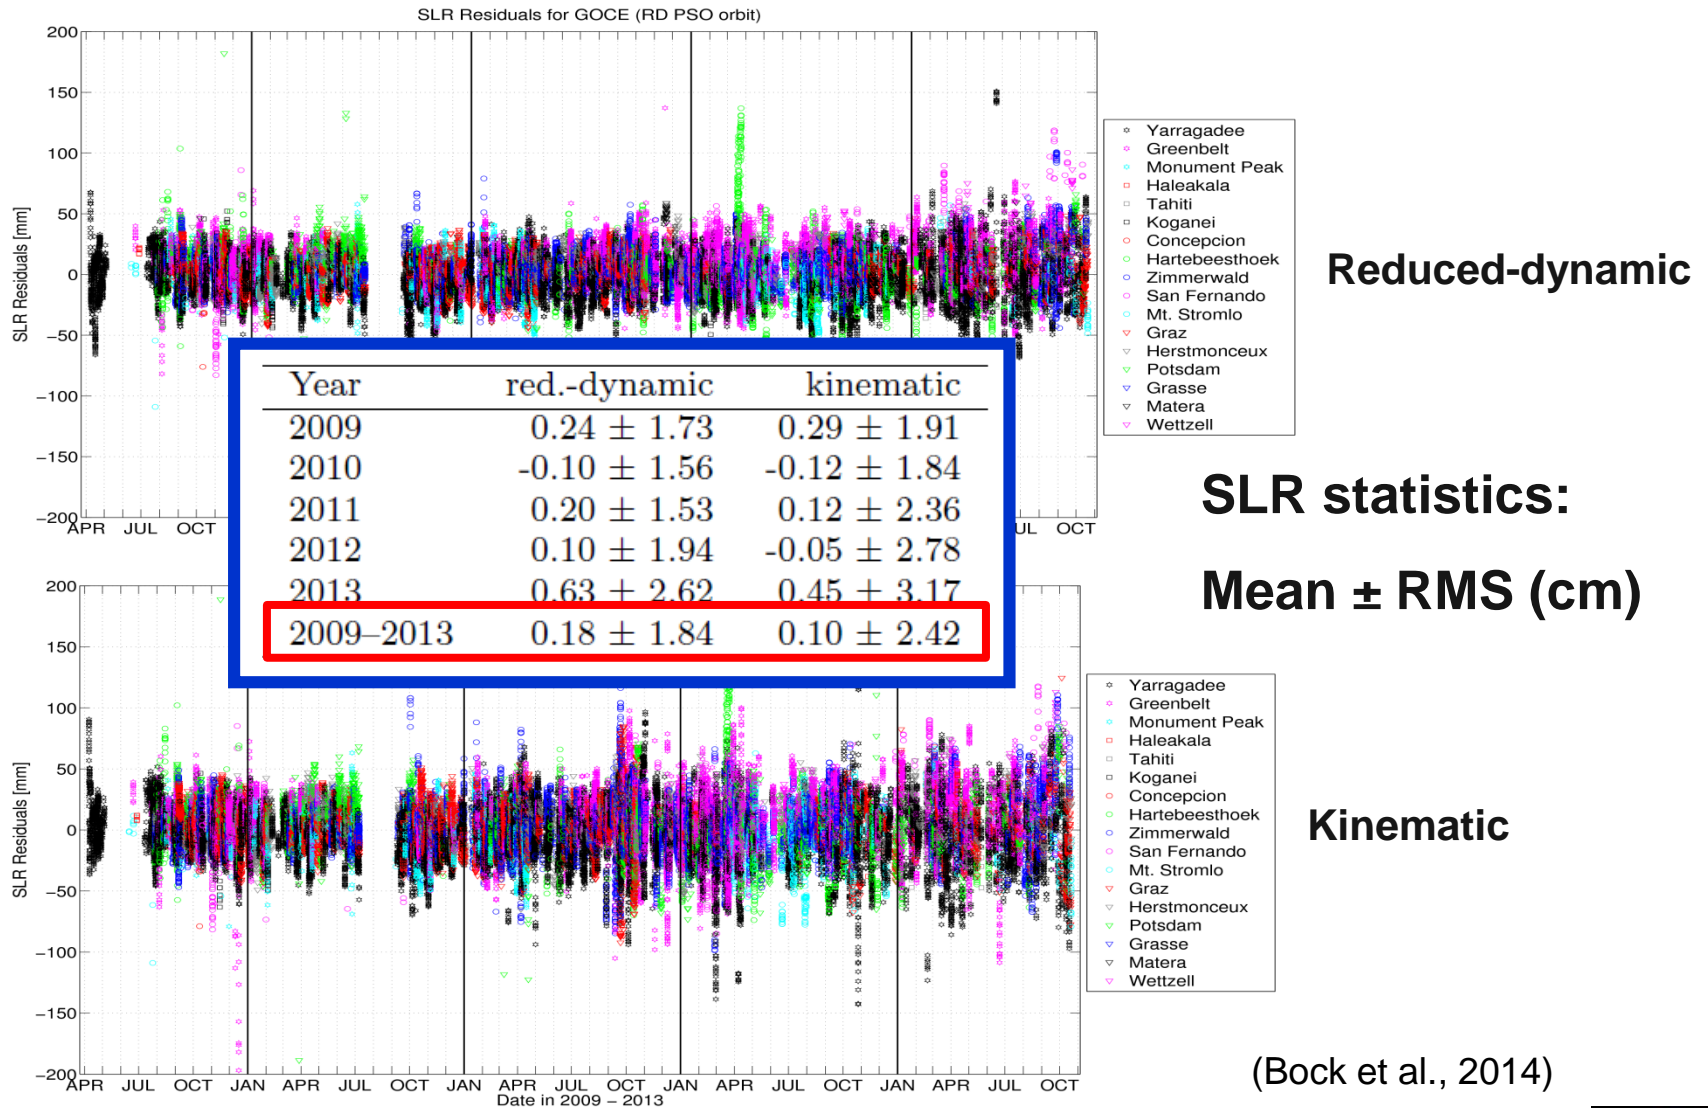 SLR Residuals for GOCE (RD PSO orbit)
200
150
100
50
0
−50
−100
−150
−200
SLR Residuals [mm]
APR JUL OCT UL OCT
Yarragadee
Greenbelt
Monument Peak
Haleakala
Tahiti
Koganei
Concepcion
Hartebeesthoek
Zimmerwald
San Fernando
Mt. Stromlo
Graz
Herstmonceux
Potsdam
Grasse
Matera
Wettzell
Reduced-dynamic
Year red.-dynamic kinematic
2009 0.24 ± 1.73 0.29 ± 1.91
2010 -0.10 ± 1.56 -0.12 ± 1.84
2011 0.20 ± 1.53 0.12 ± 2.36
2012 0.10 ± 1.94 -0.05 ± 2.78
2013 0.63 ± 2.62 0.45 ± 3.17
2009–2013 0.18 ± 1.84 0.10 ± 2.42
SLR statistics:
Mean ± RMS (cm)
200
150
100
50
0
−50
−100
−150
−200
SLR Residuals [mm]
APR JUL OCT JAN APR JUL OCT JAN APR JUL OCT JAN APR JUL OCT JAN APR JUL OCT
Date in 2009 − 2013
Yarragadee
Greenbelt
Monument Peak
Haleakala
Tahiti
Koganei
Concepcion
Hartebeesthoek
Zimmerwald
San Fernando
Mt. Stromlo
Graz
Herstmonceux
Potsdam
Grasse
Matera
Wettzell
Kinematic
(Bock et al., 2014)